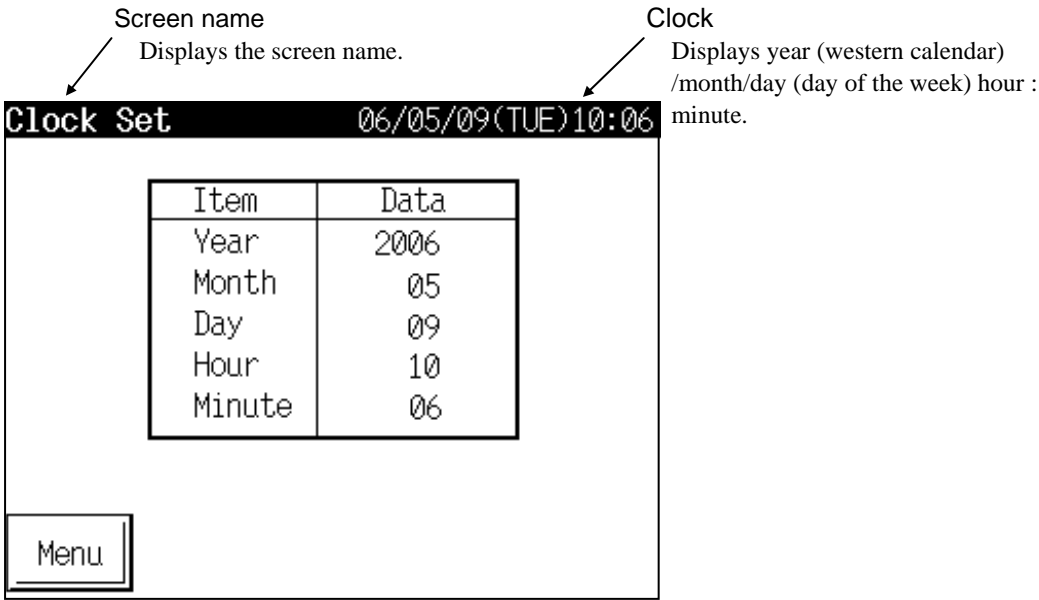 Screen name
Displays the screen name.
Clock
Displays year (western calendar)
/month/day (day of the week) hour :
minute.
Clock Set 06/05/09(TUE)10:06
Item Data
Year 2006
Month 05
Day 09
Hour 10
Minute 06
Menu